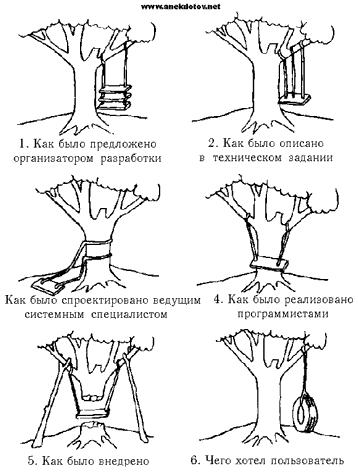 www.anekdotov.net
1. Как было предложено
организатором разработки
2. Как было описано
в техническом задании
Как было спроектировано ведущим
системным специалистом
4. Как было реализовано
программистами
5. Как было внедрено
6. Чего хотел пользователь